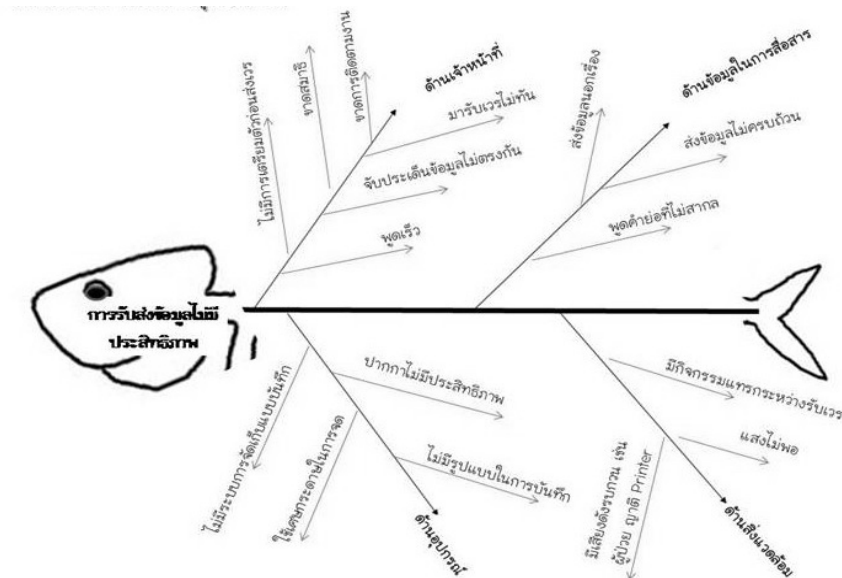 ด้านเจ้าหน้าที่
ไม่มีการเตรียมตัวก่อนส่งเวร
ขาดสมาธิ
ขาดการติดตามงาน
มารับเวรไม่ทัน
จับประเด็นข้อมูลไม่ตรงกัน
พูดเร็ว
ด้านข้อมูลในการสื่อสาร
ส่งข้อมูลนอกเรื่อง
ส่งข้อมูลไม่ครบถ้วน
พูดคำย่อที่ไม่สากล
การรับส่งข้อมูลไม่มี
ประสิทธิภาพ
ไม่มีระบบการจัดเก็บแบบบันทึก
ปากกาไม่มีประสิทธิภาพ
ใช้เศษกระดาษในการจด
ไม่มีรูปแบบในการบันทึก
ด้านอุปกรณ์
มีกิจกรรมแทรกระหว่างรับเวร
แสงไม่พอ
มีเสียงดังรบกวน เช่น
ผู้ป่วย ญาติ Printer
ด้านสิ่งแวดล้อม